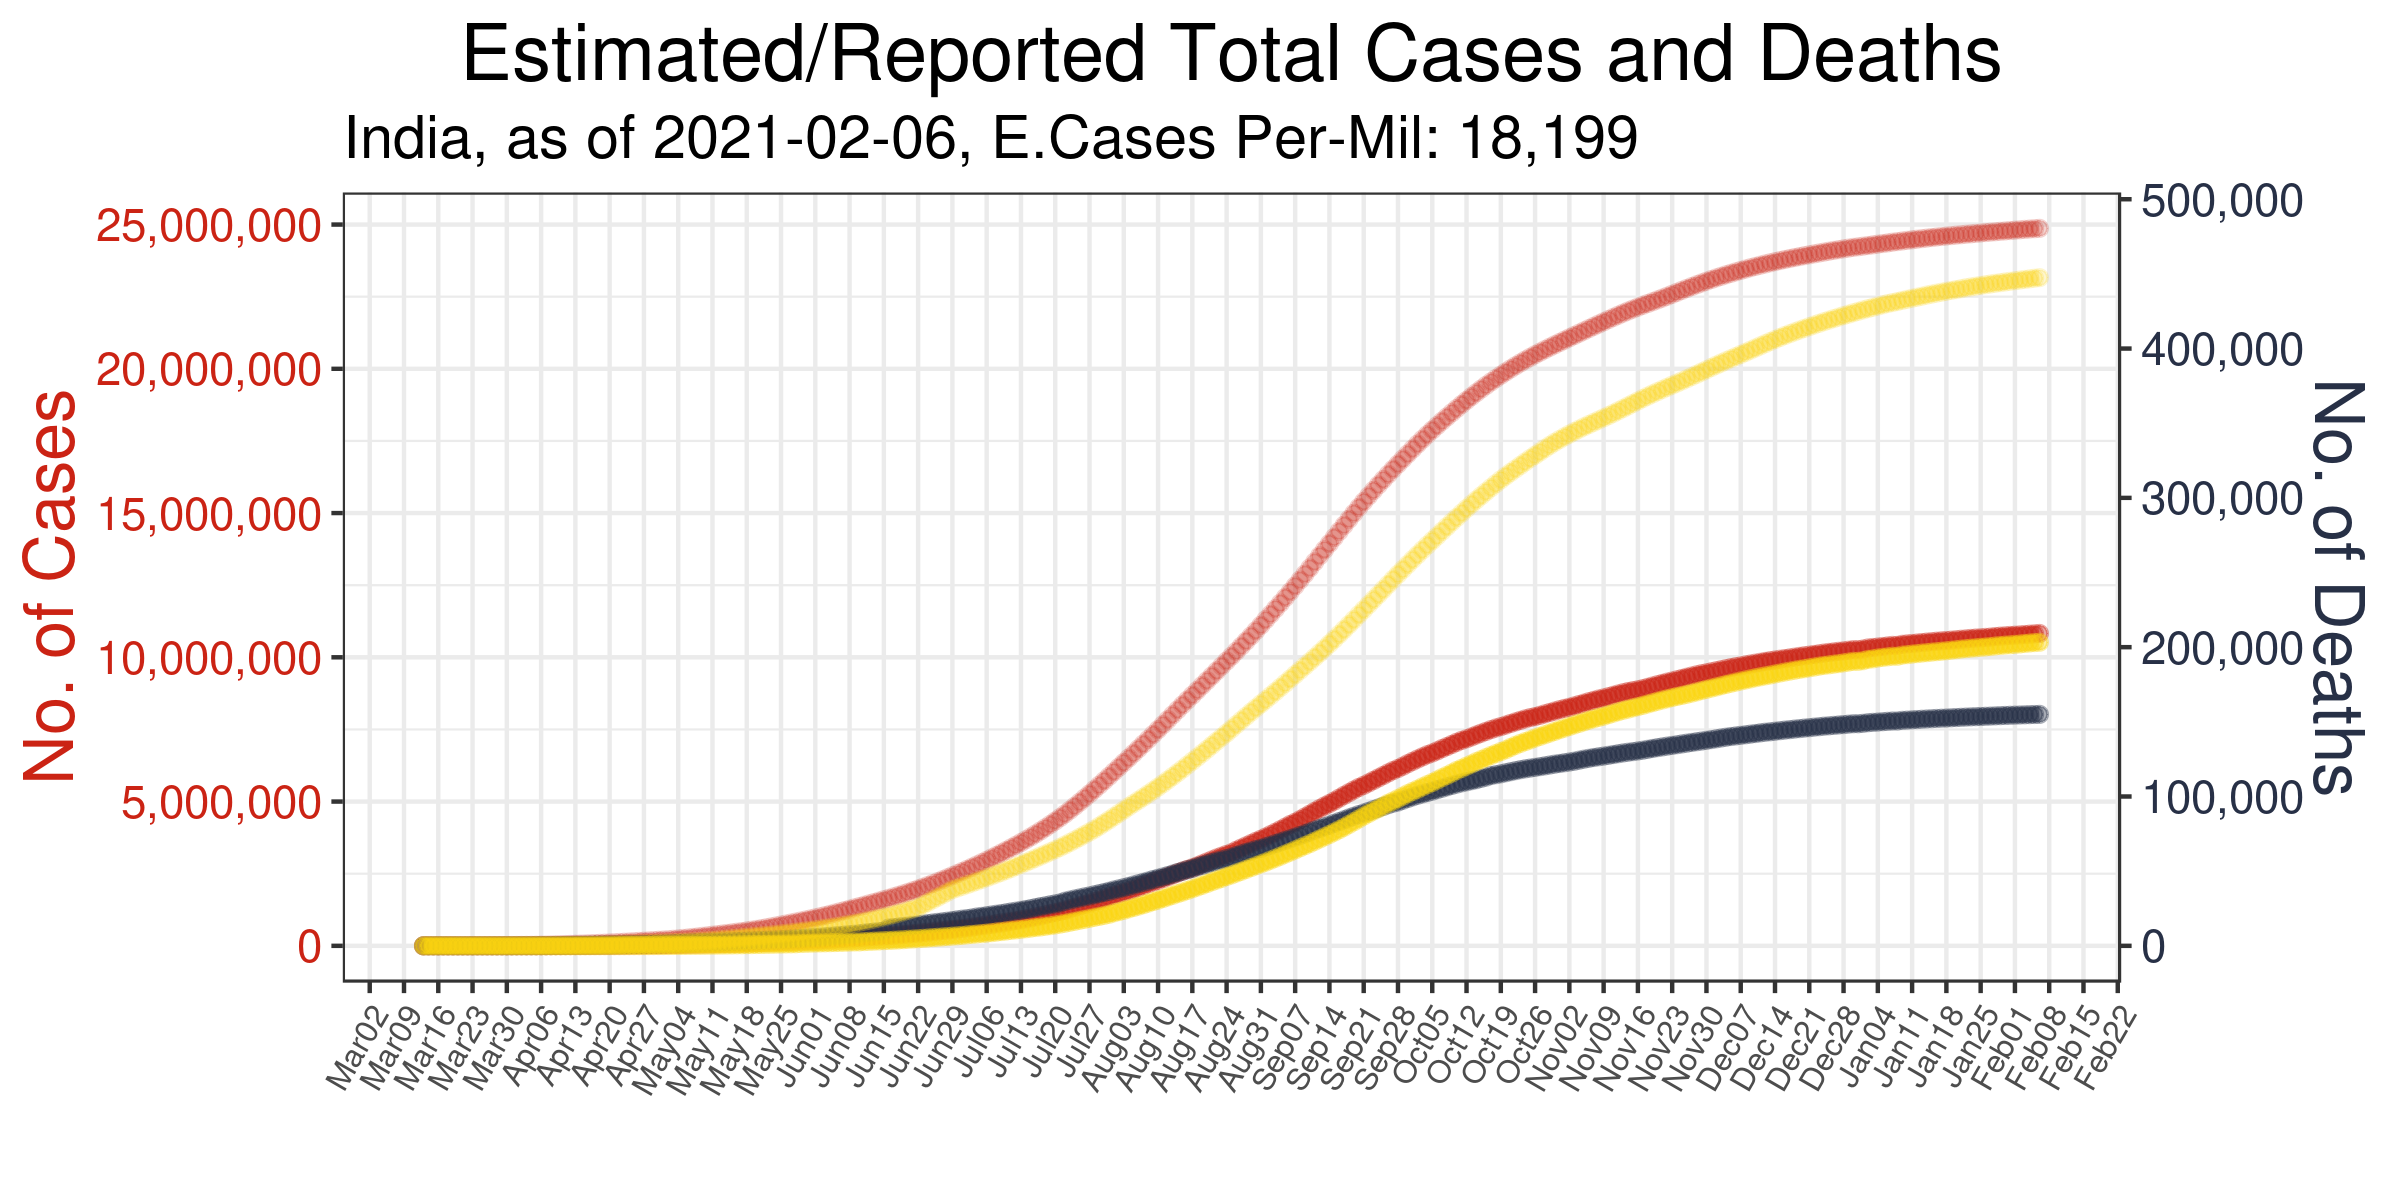 Estimated/Reported Total Cases and Deaths
India, as of 2021-02-06, E.Cases Per-Mil: 18,199
No. of Cases
25,000,000
20,000,000
15,000,000
10,000,000
5,000,000
0
500,000
400,000
300,000
200,000
100,000
0
No. of Deaths
Mar02
Mar09
Mar16
Mar23
Mar30
Apr06
Apr13
Apr20
Apr27
May04
May11
May18
May25
Jun01
Jun08
Jun15
Jun22
Jun29
Jul06
Jul13
Jul20
Jul27
Aug03
Aug10
Aug17
Aug24
Aug31
Sep07
Sep14
Sep21
Sep28
Oct05
Oct12
Oct19
Oct26
Nov02
Nov09
Nov16
Nov23
Nov30
Dec07
Dec14
Dec21
Dec28
Jan04
Jan11
Jan18
Jan25
Feb01
Feb08
Feb15
Feb22